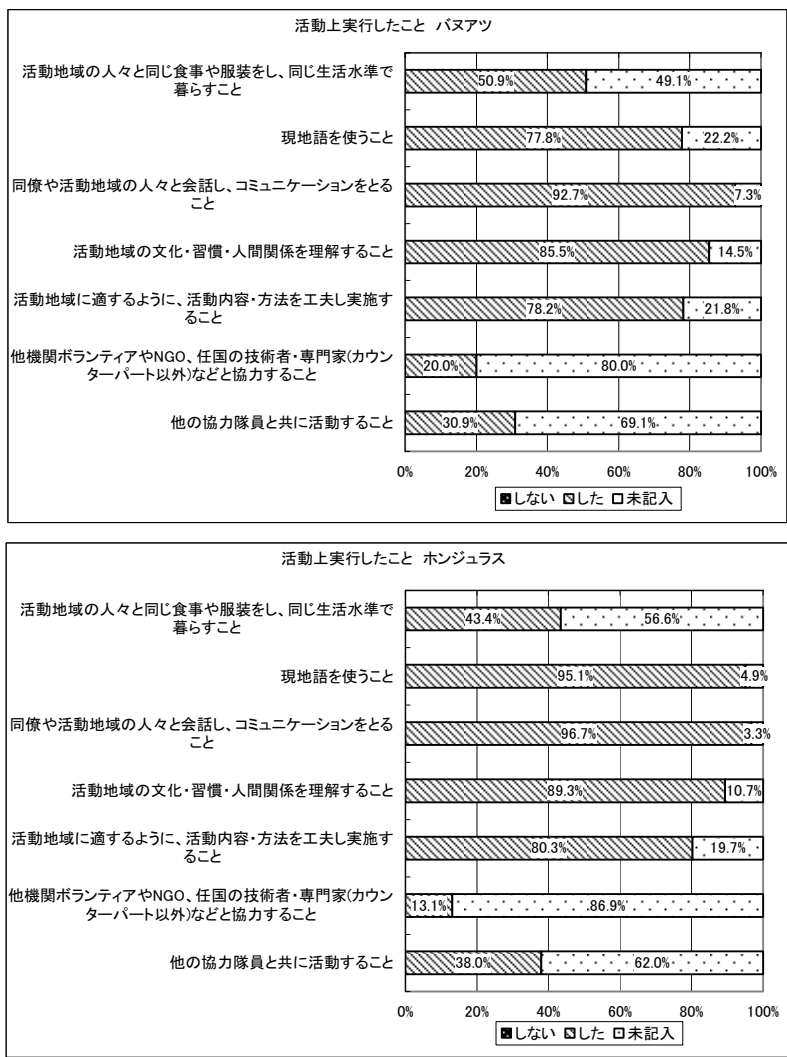 活動上実行したこと バヌアツ
活動地域の人々と同じ食事や服装をし、同じ生活水準で
暮らすこと
50.9% 49.1%
現地語を使うこと
77.8% 22.2%
同僚や活動地域の人々と会話し、コミュニケーションをとる
こと
92.7% 7.3%
活動地域の文化・習慣・人間関係を理解すること
85.5% 14.5%
活動地域に適するように、活動内容・方法を工夫し実施す
ること
78.2% 21.8%
他機関ボランティアやNGO、任国の技術者・専門家(カウン
ターパート以外)などと協力すること
20.0% 80.0%
他の協力隊員と共に活動すること
30.9% 69.1%
0% 20% 40% 60% 80% 100%
しない した 未記入
活動上実行したこと ホンジュラス
活動地域の人々と同じ食事や服装をし、同じ生活水準で
暮らすこと
43.4% 56.6%
現地語を使うこと
95.1% 4.9%
同僚や活動地域の人々と会話し、コミュニケーションをとる
こと
96.7% 3.3%
活動地域の文化・習慣・人間関係を理解すること
89.3% 10.7%
活動地域に適するように、活動内容・方法を工夫し実施す
ること
80.3% 19.7%
他機関ボランティアやNGO、任国の技術者・専門家(カウン
ターパート以外)などと協力すること
13.1% 86.9%
他の協力隊員と共に活動すること
38.0% 62.0%
0% 20% 40% 60% 80% 100%
しない した 未記入